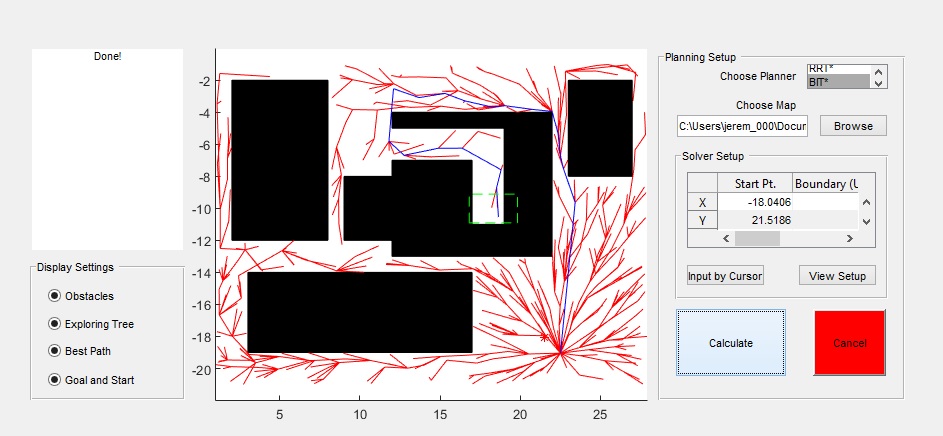 Done!
Display Settings
Obstacles
Exploring Tree
Best Path
Goal and Start
-2
-4
-6
-8
-10
-12
-14
-16
-18
-20
5
10
15
20
25
Planning Setup
Choose Planner
RRT*
BIT*
Choose Map
C:\Users\jerem_000\Docur
Browse
Solver Setup
Start Pt. Boundary (L
X -18.0406
Y 21.5186
Input by Cursor
View Setup
Calculate
Cancel